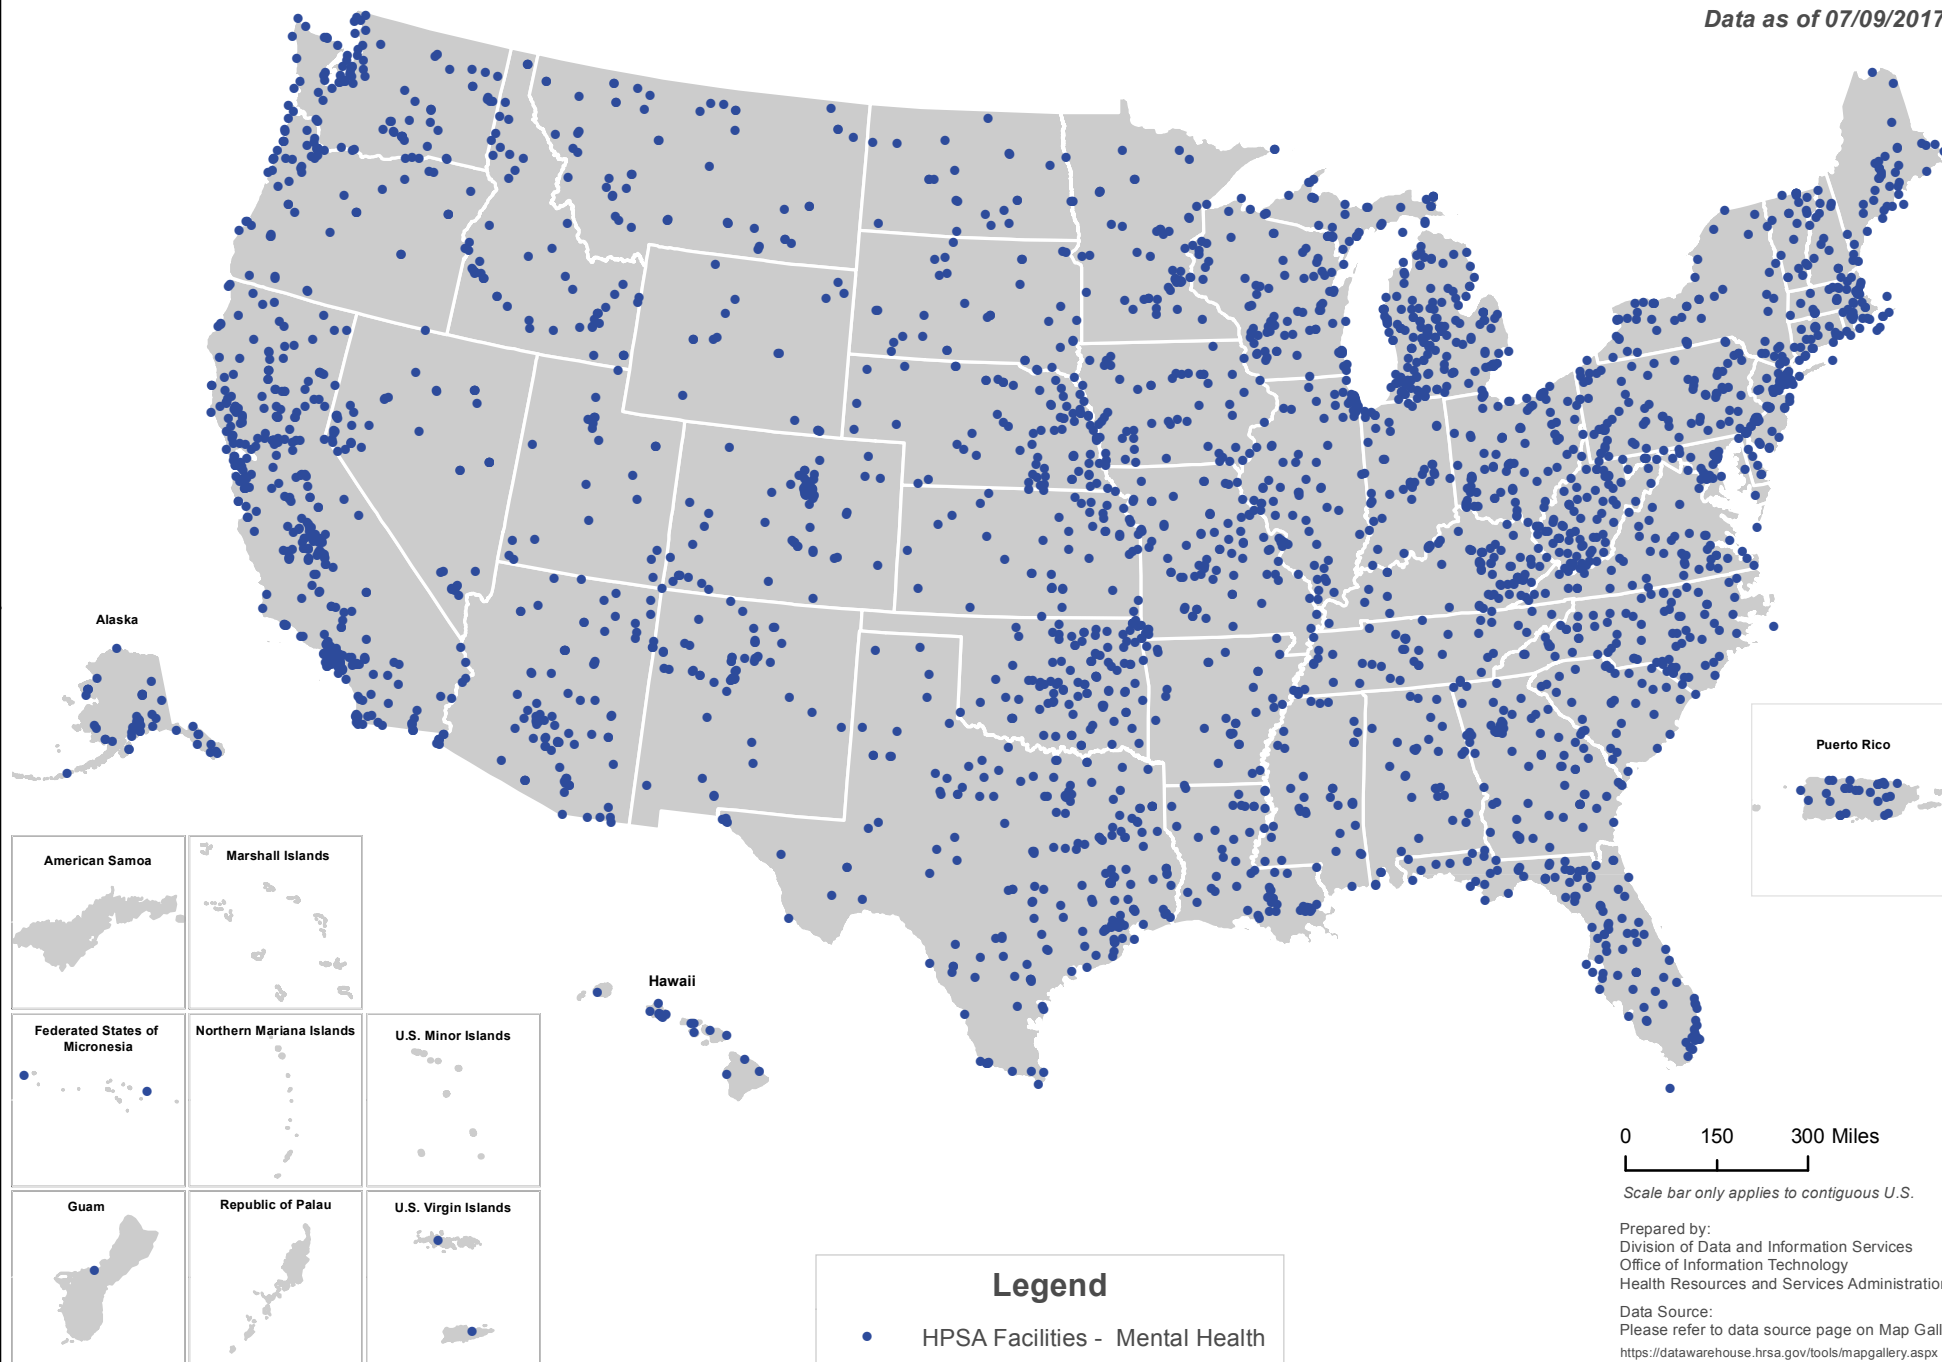 Data as of 07/09/2017
Alaska
Puerto Rico
American Samoa
Marshall Islands
Hawaii
Federated States of
Micronesia
Northern Mariana Islands
U.S. Minor Islands
Guam
Republic of Palau
U.S. Virgin Islands
0 150 300 Miles
Scale bar only applies to contiguous U.S.
Prepared by:
Division of Data and Information Services
Office of Information Technology
Health Resources and Services Administration
Data Source:
Please refer to data source page on Map Gall
https://datawarehouse.hrsa.gov/tools/mapgallery.aspx
Legend
HPSA Facilities - Mental Health